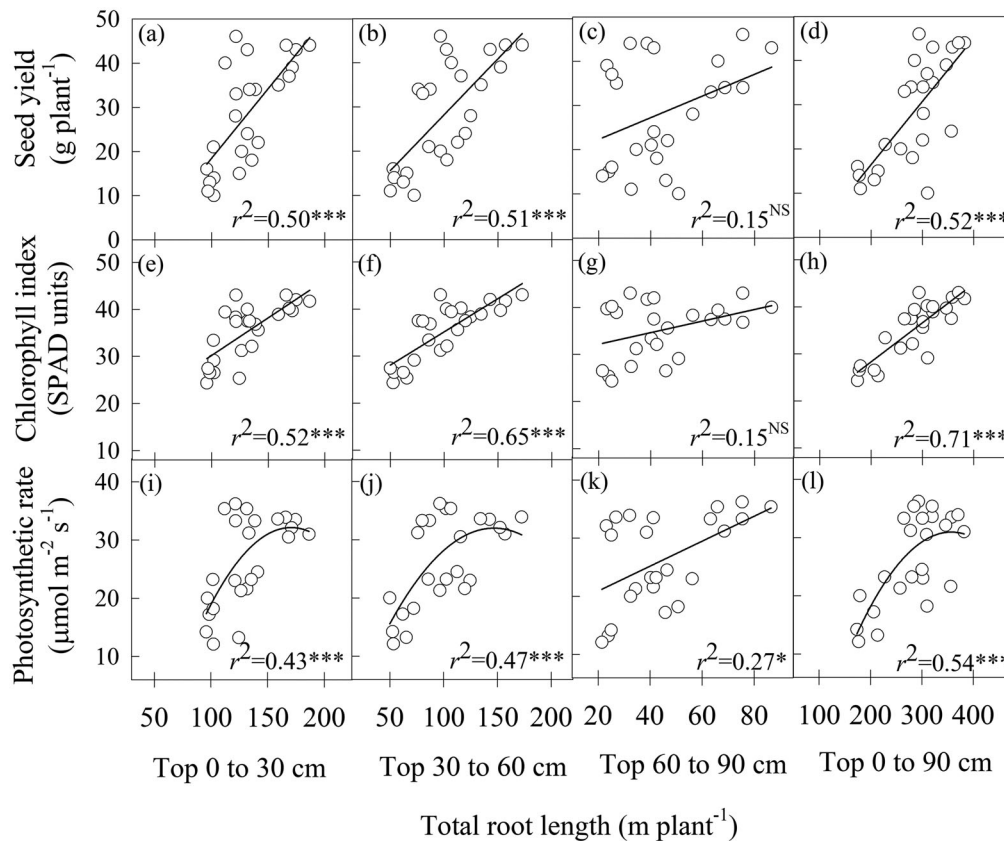 Seed yield
(g plant⁻¹)
50
40
30
20
10
0
(a)
r²=0.50***
(b)
r²=0.51***
(c)
r²=0.15ᴺˢ
(d)
r²=0.52***
Chlorophyll index
(SPAD units)
50
40
30
20
10
(e)
r²=0.52***
(f)
r²=0.65***
(g)
r²=0.15ᴺˢ
(h)
r²=0.71***
Photosynthetic rate
(µmol m⁻² s⁻¹)
40
30
20
10
(i)
r²=0.43***
(j)
r²=0.47***
(k)
r²=0.27*
(l)
r²=0.54***
50 100 150 200
50 100 150 200
20 40 60 80
100 200 300 400
Top 0 to 30 cm
Top 30 to 60 cm
Top 60 to 90 cm
Top 0 to 90 cm
Total root length (m plant⁻¹)